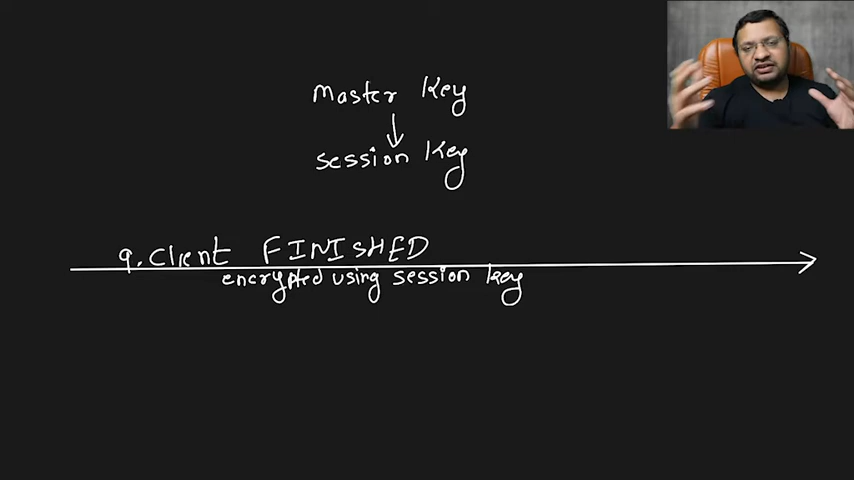 Master Key
session Key
9. Client FINISHED
encrypted using session key